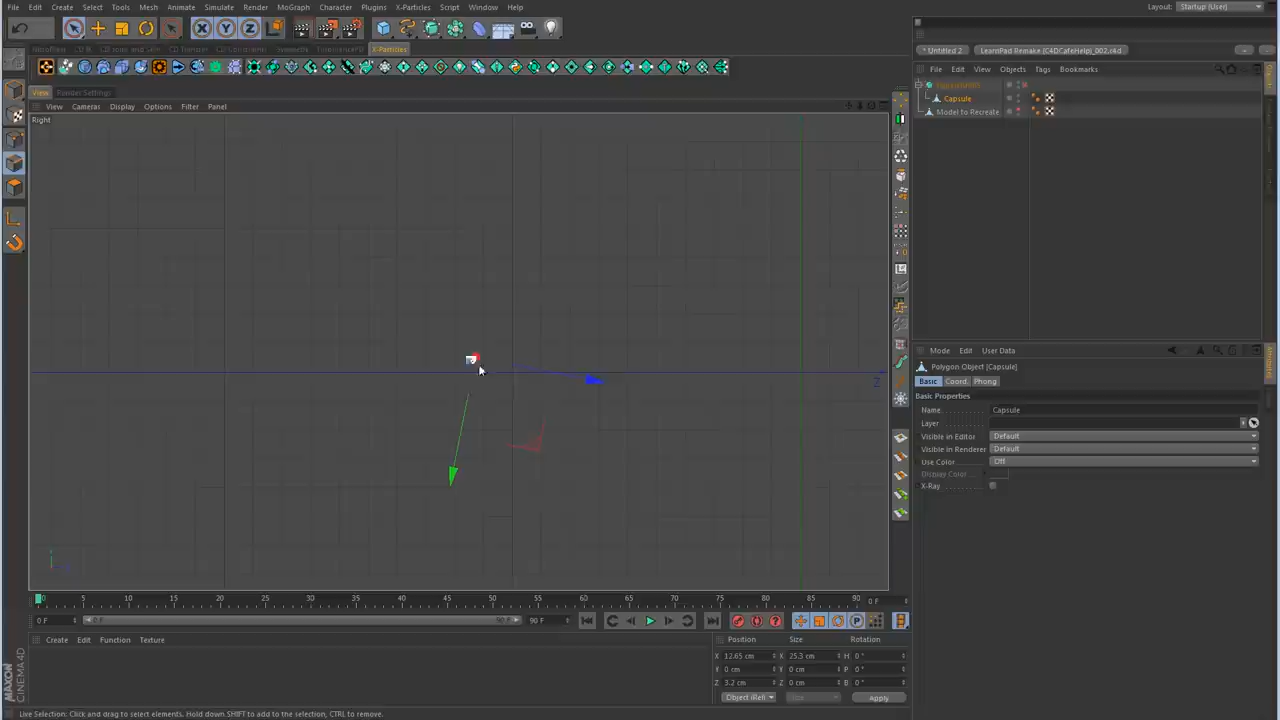 File Edit Create Select Tools Mesh Animate Simulate Render MoGraph Character Plugins X-Particles Script Window Help
Layout: Startup (User)
X-Particles
* Untitled 2 LearnPad Remake [C4DCafeHelp]_002.c4d
File Edit View Objects Tags Bookmarks
View Render Settings
Capsule
View Cameras Display Options Filter Panel
Model to Recreate
Right
Z
Mode Edit User Data
Polygon Object [Capsule]
Basic Coord. Phong
Basic Properties
Name Capsule
Layer
Visible in Editor Default
Visible in Renderer Default
Use Color Off
Display Color
X-Ray
0 5 10 15 20 25 30 35 40 45 50 55 60 65 70 75 80 85 90 0 F
0 F 0 F 90 F 90 F
Create Edit Function Texture
Position Size Rotation
X 12.65 cm X 25.3 cm H 0 °
Y 0 cm Y 0 cm P 0 °
Z 3.2 cm Z 0 cm B 0 °
Object (Rel) Size Apply
MAXON CINEMA 4D
Live Selection: Click and drag to select elements. Hold down SHIFT to add to the selection, CTRL to remove.